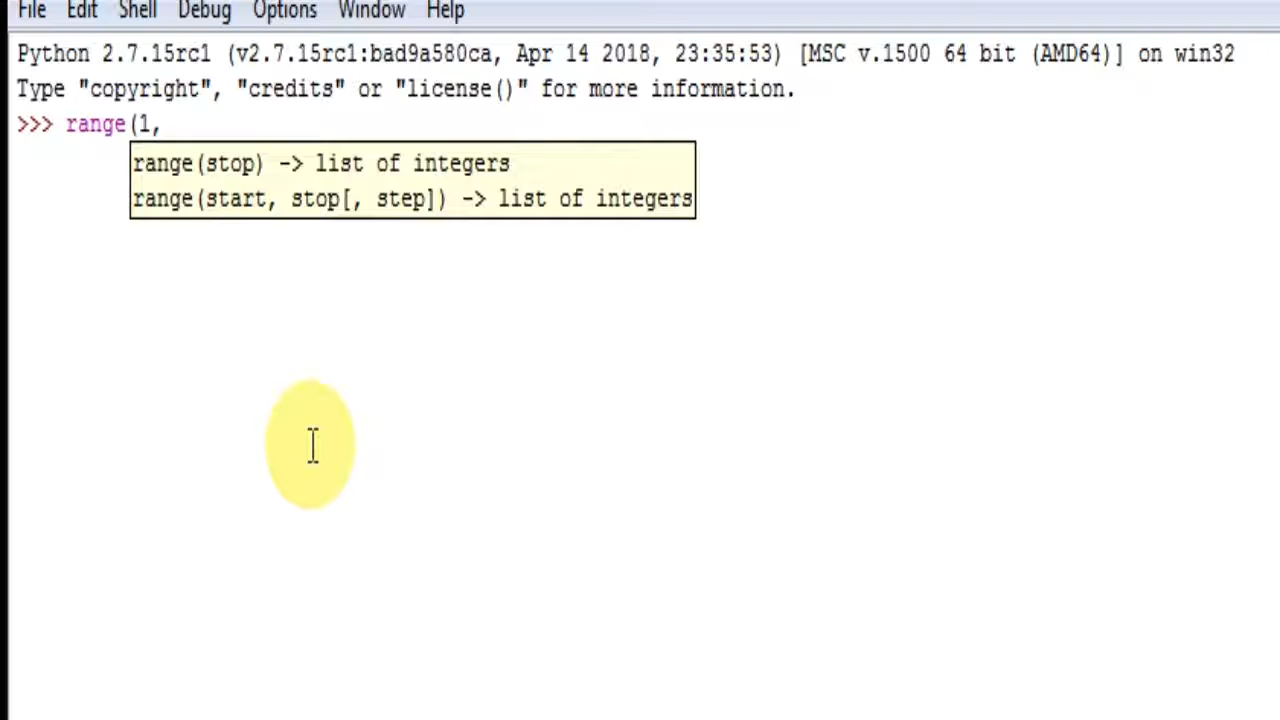 File Edit Shell Debug Options Window Help
Python 2.7.15rc1 (v2.7.15rc1:bad9a580ca, Apr 14 2018, 23:35:53) [MSC v.1500 64 bit (AMD64)] on win32
Type "copyright", "credits" or "license()" for more information.
>>> range(1,
range(stop) -> list of integers
range(start, stop[, step]) -> list of integers